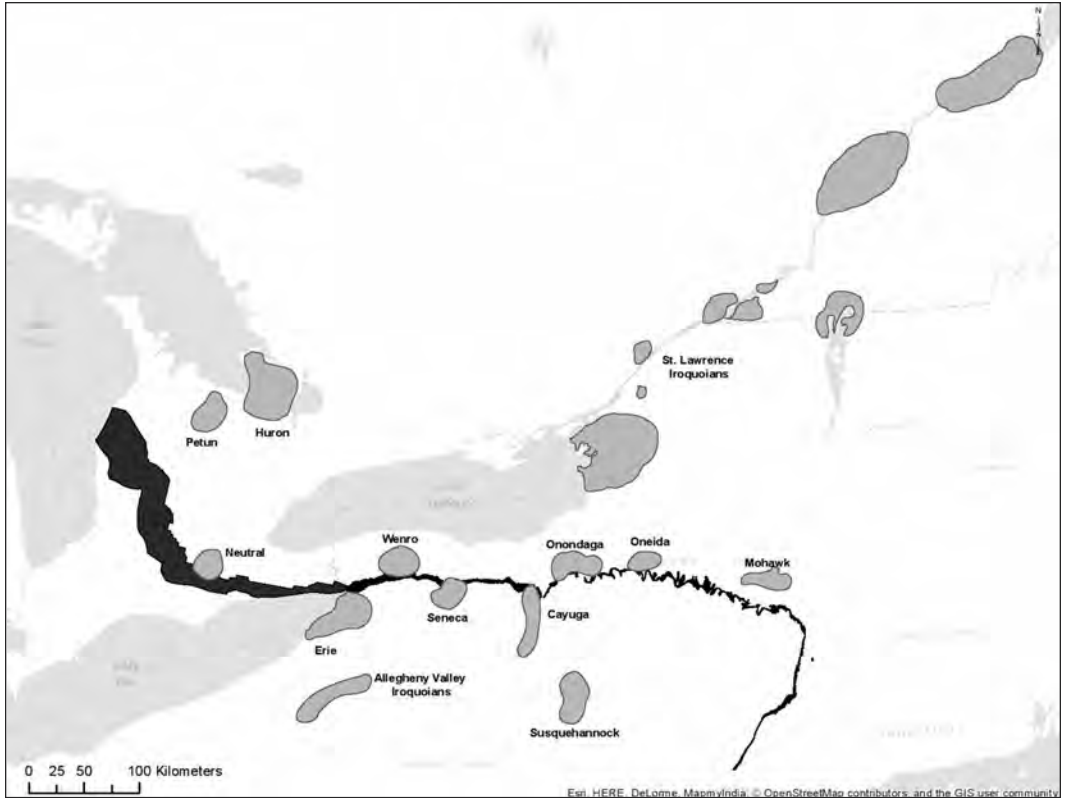 N
St. Lawrence
Iroquoians
Huron
Petun
Neutral
Wenro
Onondaga
Oneida
Mohawk
Seneca
Cayuga
Erie
Allegheny Valley
Iroquoians
Susquehannock
0 25 50 100 Kilometers
Esri, HERE, DeLorme, MapmyIndia, © OpenStreetMap contributors, and the GIS user community